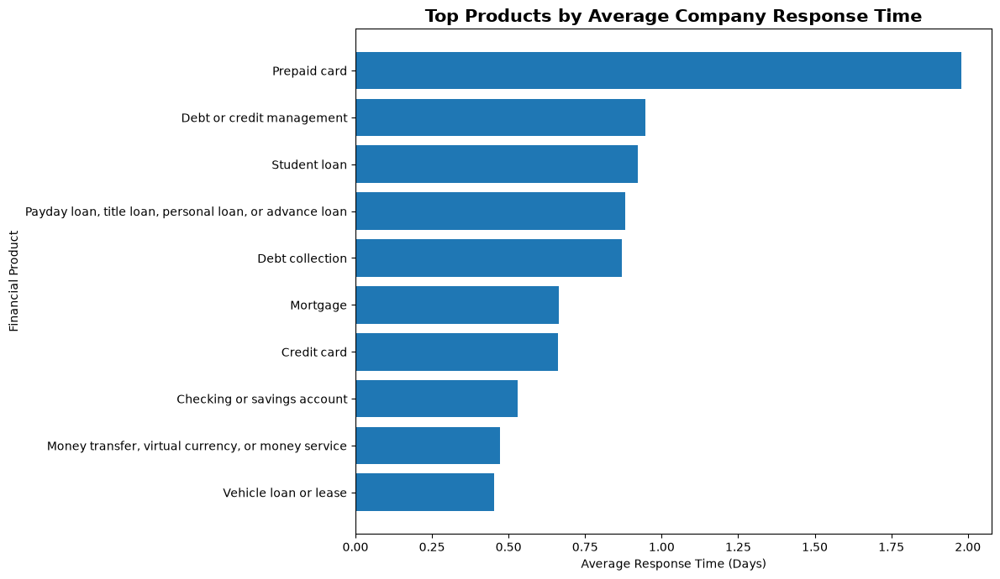 Top Products by Average Company Response Time
Financial Product
Prepaid card
Debt or credit management
Student loan
Payday loan, title loan, personal loan, or advance loan
Debt collection
Mortgage
Credit card
Checking or savings account
Money transfer, virtual currency, or money service
Vehicle loan or lease
0.00 0.25 0.50 0.75 1.00 1.25 1.50 1.75 2.00
Average Response Time (Days)